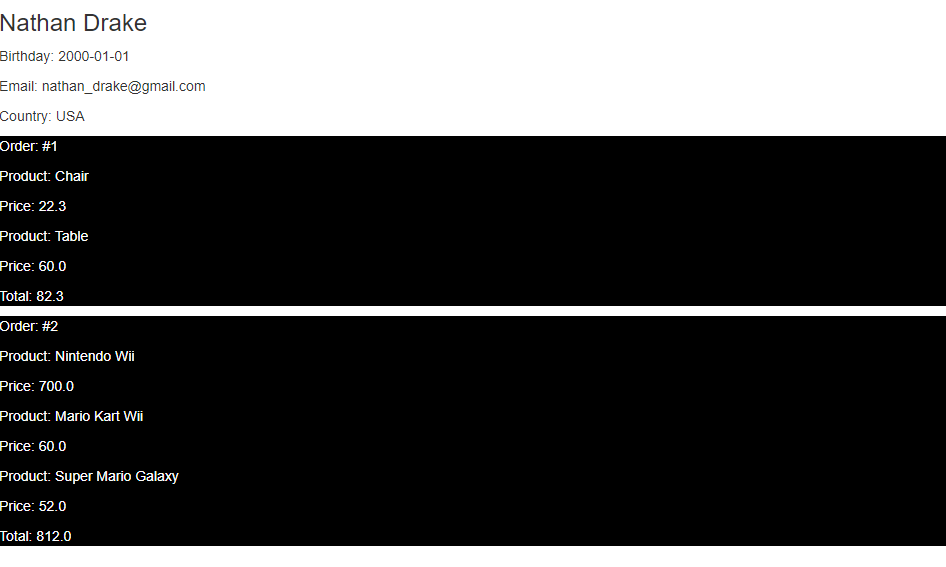 Nathan Drake
Birthday: 2000-01-01
Email: nathan_drake@gmail.com
Country: USA
Order: #1
Product: Chair
Price: 22.3
Product: Table
Price: 60.0
Total: 82.3
Order: #2
Product: Nintendo Wii
Price: 700.0
Product: Mario Kart Wii
Price: 60.0
Product: Super Mario Galaxy
Price: 52.0
Total: 812.0